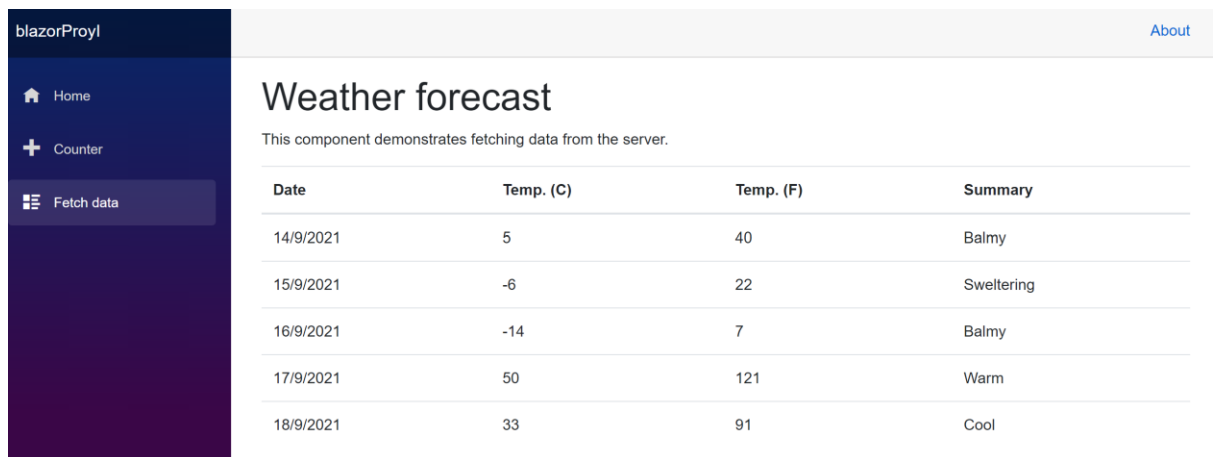 blazorProyI
About
Home
Counter
Fetch data
Weather forecast
This component demonstrates fetching data from the server.
Date Temp. (C) Temp. (F) Summary
14/9/2021 5 40 Balmy
15/9/2021 -6 22 Sweltering
16/9/2021 -14 7 Balmy
17/9/2021 50 121 Warm
18/9/2021 33 91 Cool